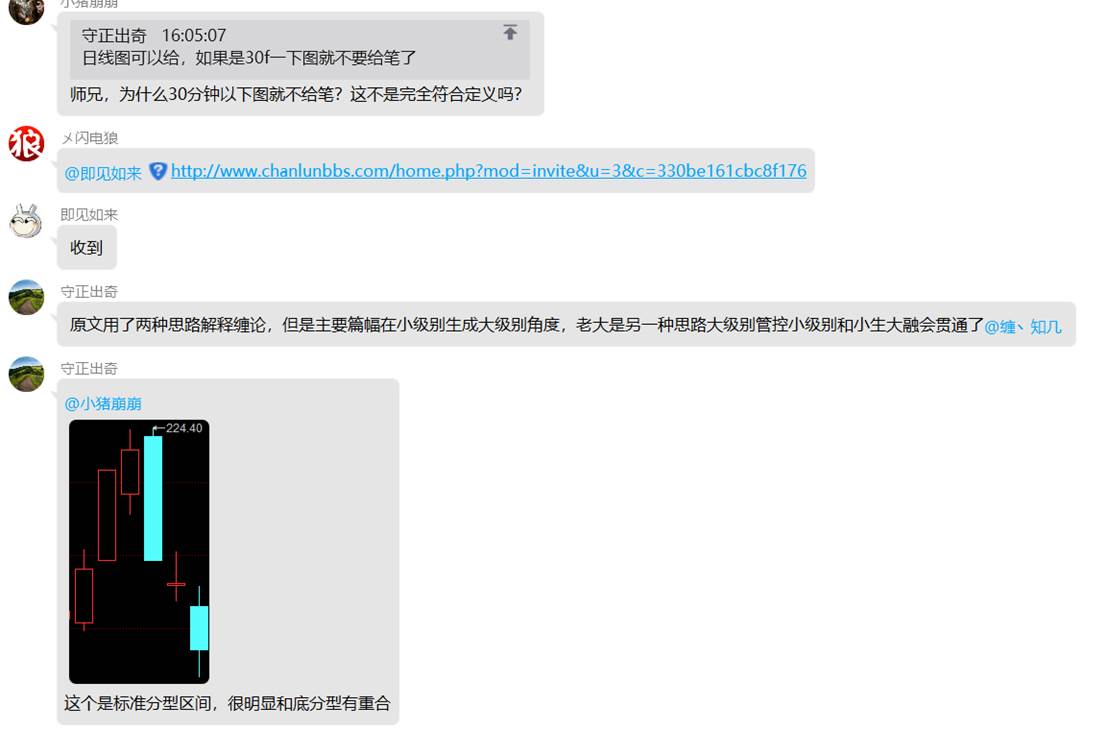 小猪崩崩
守正出奇 16:05:07
日线图可以给，如果是30f一下图就不要给笔了
师兄，为什么30分钟以下图就不给笔？这不是完全符合定义吗？
狼
メ闪电狼
@即见如来 http://www.chanlunbbs.com/home.php?mod=invite&u=3&c=330be161cbc8f176
即见如来
收到
守正出奇
原文用了两种思路解释缠论，但是主要篇幅在小级别生成大级别角度，老大是另一种思路大级别管控小级别和小生大融会贯通了@缠丶知几
守正出奇
@小猪崩崩
224.40
这个是标准分型区间，很明显和底分型有重合